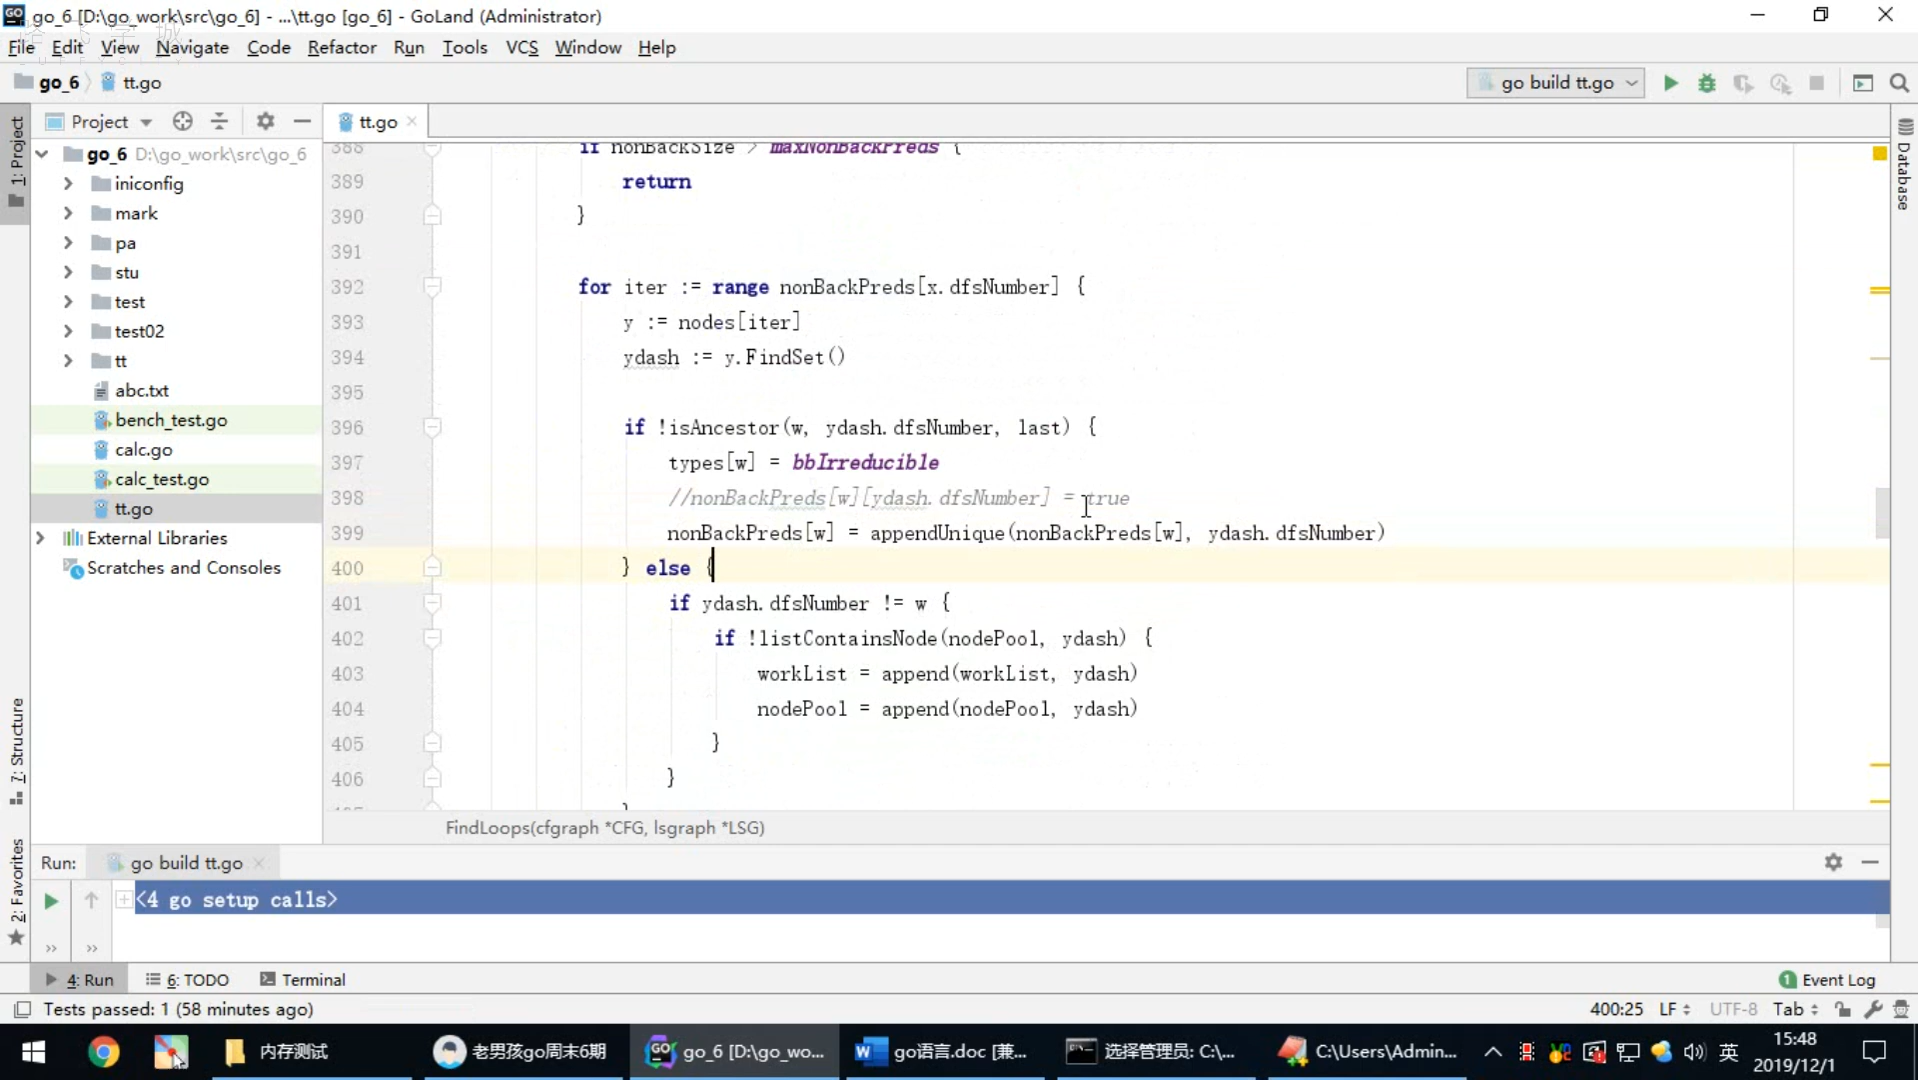 go_6 [D:\go_work\src\go_6] - ...\tt.go [go_6] - GoLand (Administrator)
File Edit View Navigate Code Refactor Run Tools VCS Window Help
go_6 tt.go
go build tt.go
1: Project
Project
tt.go
Database
go_6 D:\go_work\src\go_6
iniconfig
mark
pa
stu
test
test02
tt
abc.txt
bench_test.go
calc.go
calc_test.go
tt.go
External Libraries
Scratches and Consoles
7: Structure
2: Favorites
388 if nonBackSize > maxNonBackPreds {
389 return
390 }
391
392 for iter := range nonBackPreds[x.dfsNumber] {
393 y := nodes[iter]
394 ydash := y.FindSet()
395
396 if !isAncestor(w, ydash.dfsNumber, last) {
397 types[w] = bbIrreducible
398 //nonBackPreds[w][ydash.dfsNumber] = true
399 nonBackPreds[w] = appendUnique(nonBackPreds[w], ydash.dfsNumber)
400 } else {
401 if ydash.dfsNumber != w {
402 if !listContainsNode(nodePool, ydash) {
403 workList = append(workList, ydash)
404 nodePool = append(nodePool, ydash)
405 }
406 }
FindLoops(cfgraph *CFG, lsgraph *LSG)
Run: go build tt.go
<4 go setup calls>
4: Run 6: TODO Terminal
1 Event Log
Tests passed: 1 (58 minutes ago)
400:25 LF UTF-8 Tab
内存测试
老男孩go周末6期
go_6 [D:\go_wo...
go语言.doc [兼...
选择管理员: C:\...
C:\Users\Admin...
英
15:48
2019/12/1